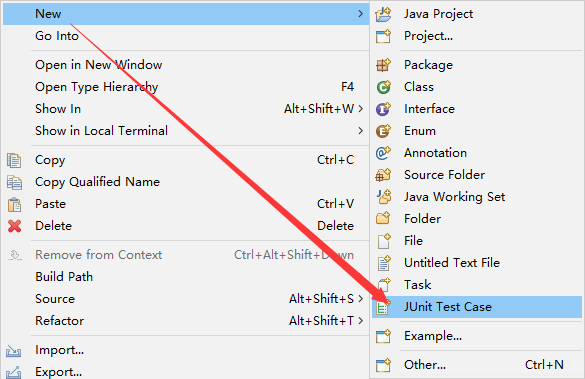 New >
Go Into
Open in New Window
Open Type Hierarchy F4
Show In Alt+Shift+W >
Show in Local Terminal >
Copy Ctrl+C
Copy Qualified Name
Paste Ctrl+V
Delete Delete
Remove from Context Ctrl+Alt+Shift+Down
Build Path >
Source Alt+Shift+S >
Refactor Alt+Shift+T >
Import...
Export...
Java Project
Project...
Package
Class
Interface
Enum
Annotation
Source Folder
Java Working Set
Folder
File
Untitled Text File
Task
JUnit Test Case
Example...
Other... Ctrl+N